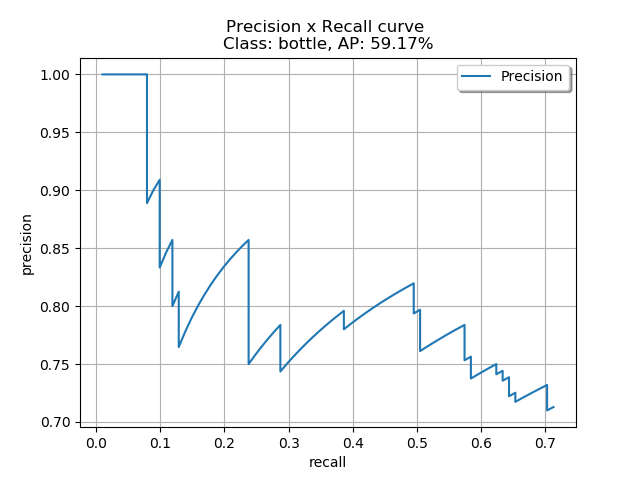 Precision x Recall curve
Class: bottle, AP: 59.17%
Precision
1.00
0.95
0.90
0.85
0.80
0.75
0.70
precision
0.0 0.1 0.2 0.3 0.4 0.5 0.6 0.7
recall